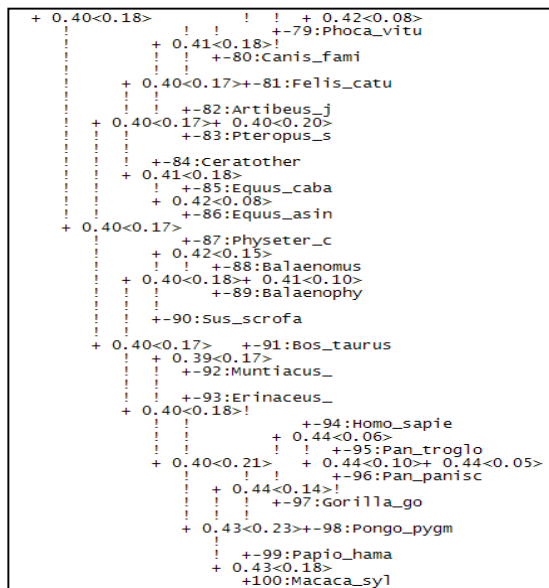 + 0.40<0.18>            !  !  + 0.42<0.08>
   !           !  !  +-79:Phoca_vitu
   !        + 0.41<0.18>!
   !        !  !  +-80:Canis_fami
   !        !  !
   !     + 0.40<0.17>+-81:Felis_catu
   !     !  !
   !     !  !  +-82:Artibeus_j
   !  + 0.40<0.17>+ 0.40<0.20>
   !  !  !     +-83:Pteropus_s
   !  !  !
   !  !  !  +-84:Ceratother
   !  !  + 0.41<0.18>
   !  !     !  +-85:Equus_caba
   !  !     + 0.42<0.08>
   !  !        +-86:Equus_asin
   + 0.40<0.17>
      !        +-87:Physeter_c
      !     + 0.42<0.15>
      !     !  !  +-88:Balaenomus
      !  + 0.40<0.18>+ 0.41<0.10>
      !  !  !     +-89:Balaenophy
      !  !  !
      !  !  +-90:Sus_scrofa
      !  !
      + 0.40<0.17>   +-91:Bos_taurus
         !  + 0.39<0.17>
         !  !  +-92:Muntiacus_
         !  !
         !  !  +-93:Erinaceus_
         + 0.40<0.18>!
            !  !           +-94:Homo_sapie
            !  !        + 0.44<0.06>
            !  !        !  !  +-95:Pan_troglo
            + 0.40<0.21>   + 0.44<0.10>+ 0.44<0.05>
               !     !  !     +-96:Pan_panisc
               !  + 0.44<0.14>!
               !  !  !  +-97:Gorilla_go
               !  !  !
               + 0.43<0.23>+-98:Pongo_pygm
                  !
                  !  +-99:Papio_hama
                  + 0.43<0.18>
                     +100:Macaca_syl